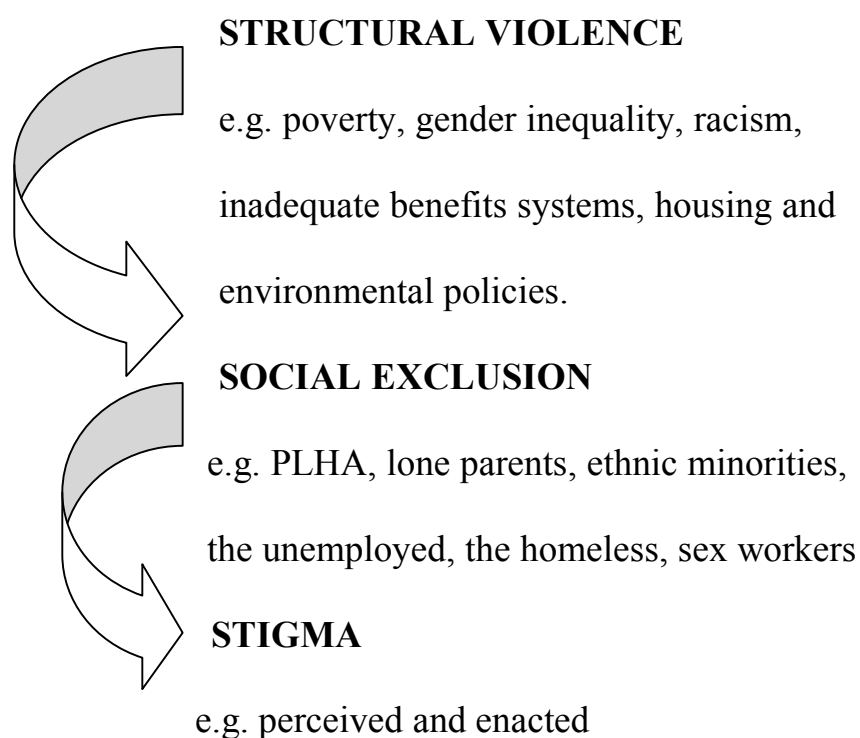 STRUCTURAL VIOLENCE
e.g. poverty, gender inequality, racism,
inadequate benefits systems, housing and
environmental policies.
SOCIAL EXCLUSION
e.g. PLHA, lone parents, ethnic minorities,
the unemployed, the homeless, sex workers
STIGMA
e.g. perceived and enacted